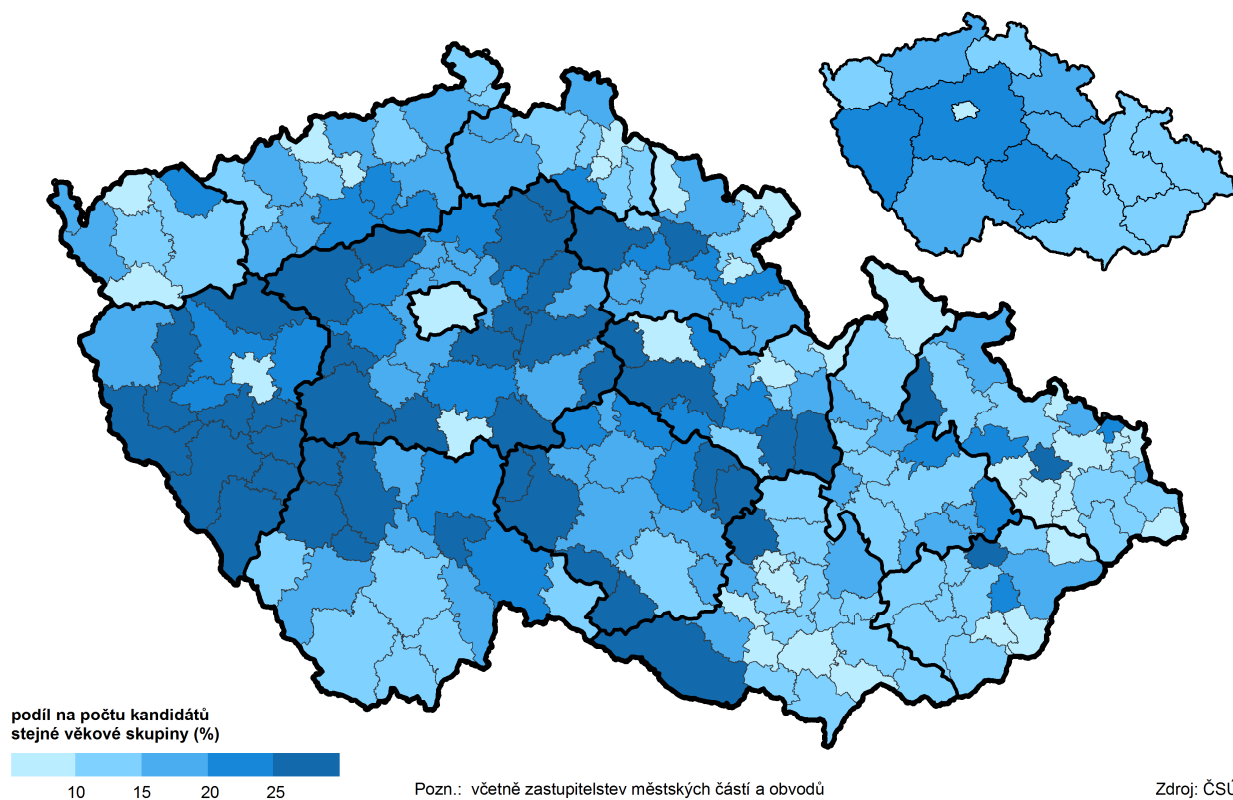 podíl na počtu kandidátů
stejné věkové skupiny (%)
10 15 20 25
Pozn.: včetně zastupitelstev městských částí a obvodů
Zdroj: ČSÚ